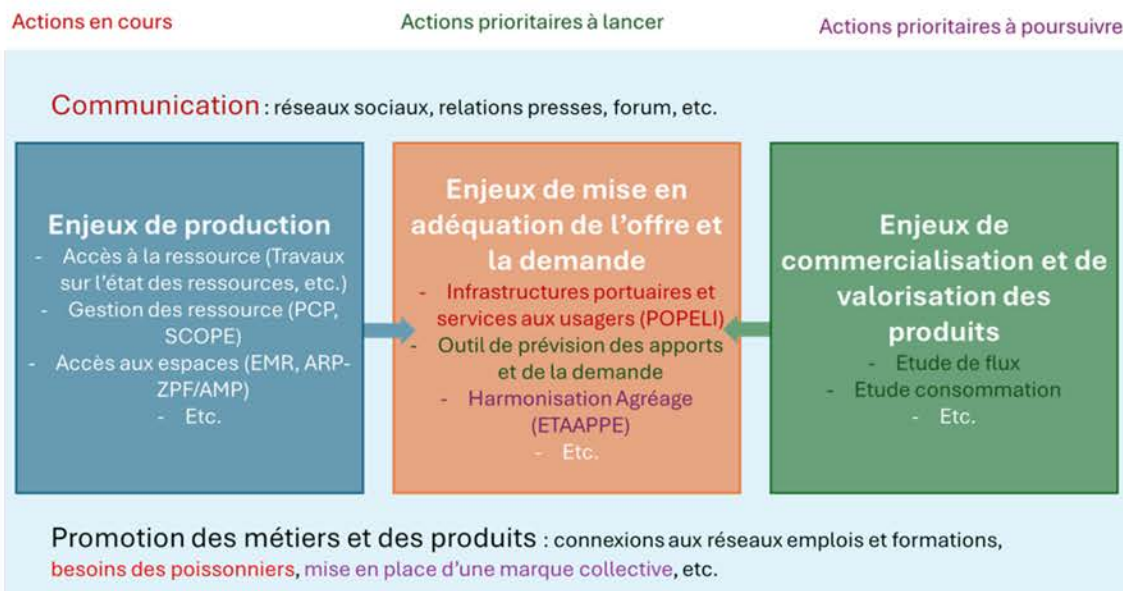 Actions en cours
Actions prioritaires à lancer
Actions prioritaires à poursuivre
Communication : réseaux sociaux, relations presses, forum, etc.
Enjeux de production
- Accès à la ressource (Travaux
sur l'état des ressources, etc.)
- Gestion des ressource (PCP,
SCOPE)
- Accès aux espaces (EMR, ARP-
ZPF/AMP)
- Etc.
Enjeux de mise en
adéquation de l'offre et
la demande
- Infrastructures portuaires et
services aux usagers (POPELI)
- Outil de prévision des apports
et de la demande
- Harmonisation Agréage
(ETAAPPE)
- Etc.
Enjeux de
commercialisation et de
valorisation des
produits
- Etude de flux
- Etude consommation
- Etc.
Promotion des métiers et des produits : connexions aux réseaux emplois et formations,
besoins des poissonniers, mise en place d'une marque collective, etc.